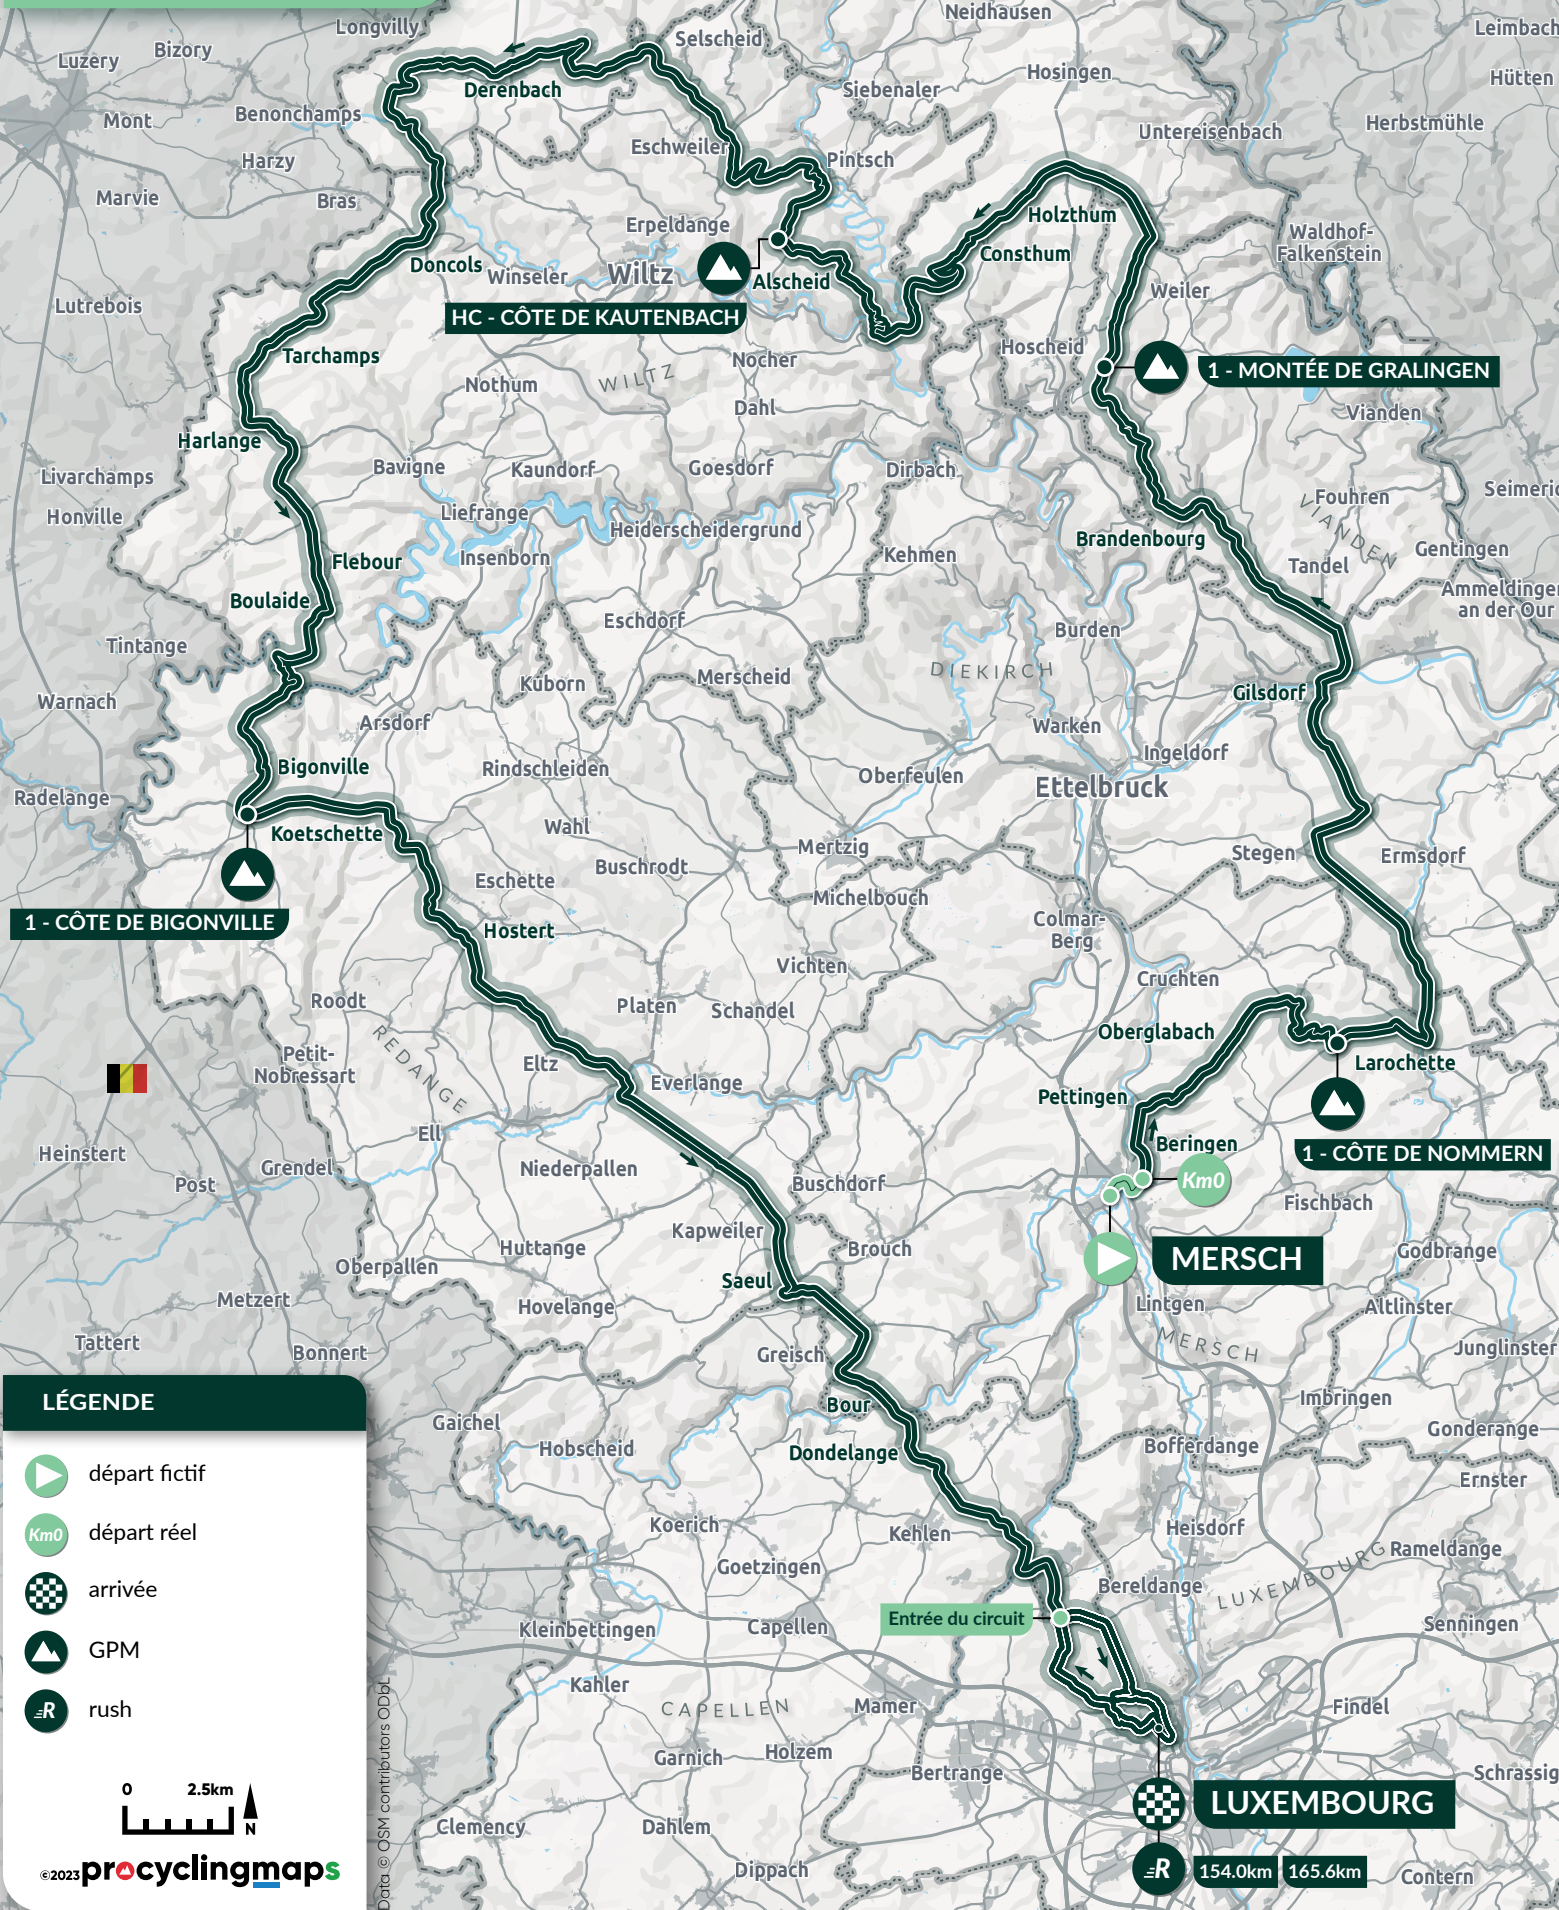 Neidhausen
Longvilly
Leimbach
Selscheid
Bizory
Luzery
Hosingen
Hütten
Derenbach
Siebenaler
Benonchamps
Mont
Herbstmühle
Untereisenbach
Eschweiler
Harzy
Pintsch
Marvie
Bras
Holzthum
Erpeldange
Waldhof-
Falkenstein
Consthum
Doncols
Winseler
Wiltz
Alscheid
Weiler
Lutrebois
HC - CÔTE DE KAUTENBACH
Hoscheid
Tarchamps
Nocher
1 - MONTÉE DE GRALINGEN
WILTZ
Nothum
Dahl
Vianden
Harlange
Bavigne
Kaundorf
Goesdorf
Dirbach
Livarchamps
Seimeric
Fouhren
Honville
Liefrange
Heiderscheidergrund
VIANDEN
Brandenbourg
Gentingen
Kehmen
Insenborn
Flebour
Tandel
Ammeldingen
an der Our
Boulaide
Eschdorf
Burden
Tintange
DIEKIRCH
Merscheid
Kuborn
Gilsdorf
Warnach
Arsdorf
Warken
Ingeldorf
Bigonville
Rindschleiden
Oberfeulen
Ettelbruck
Radelange
Koetschette
Wahl
Mertzig
Stegen
Ermsdorf
Buschrodt
Eschette
Michelbouch
1 - CÔTE DE BIGONVILLE
Colmar-
Berg
Hostert
Vichten
Cruchten
Roodt
Platen
Schandel
Oberglabach
REDANGE
Petit-
Nobressart
Eltz
Larochette
Everlange
Pettingen
Ell
Beringen
Heinstert
1 - CÔTE DE NOMMERN
Grendel
Niederpallen
Post
Buschdorf
Km0
Fischbach
Kapweiler
Huttange
Brouch
MERSCH
Godbrange
Oberpallen
Saeul
Metzert
Hovelange
Lintgen
Altlinster
Tattert
Bonnert
MERSCH
Greisch
Junglinster
LÉGENDE
Imbringen
Bour
Gaichel
Gonderange
Hobscheid
Dondelange
Bofferdange
départ fictif
Ernster
Koerich
Kehlen
Heisdorf
Km0
départ réel
Rameldange
Goetzingen
LUXEMBOURG
Bereldange
arrivée
Entrée du circuit
Kleinbettingen
Capellen
Senningen
GPM
Kahler
CAPELLEN
Mamer
Findel
R
rush
Garnich
Holzem
Bertrange
Schrassig
0 2.5km
LUXEMBOURG
N
Clemency
Dahlem
©2023 procyclingmaps
Dippach
R
154.0km
165.6km
Contern
Data © OSM contributors ODbL